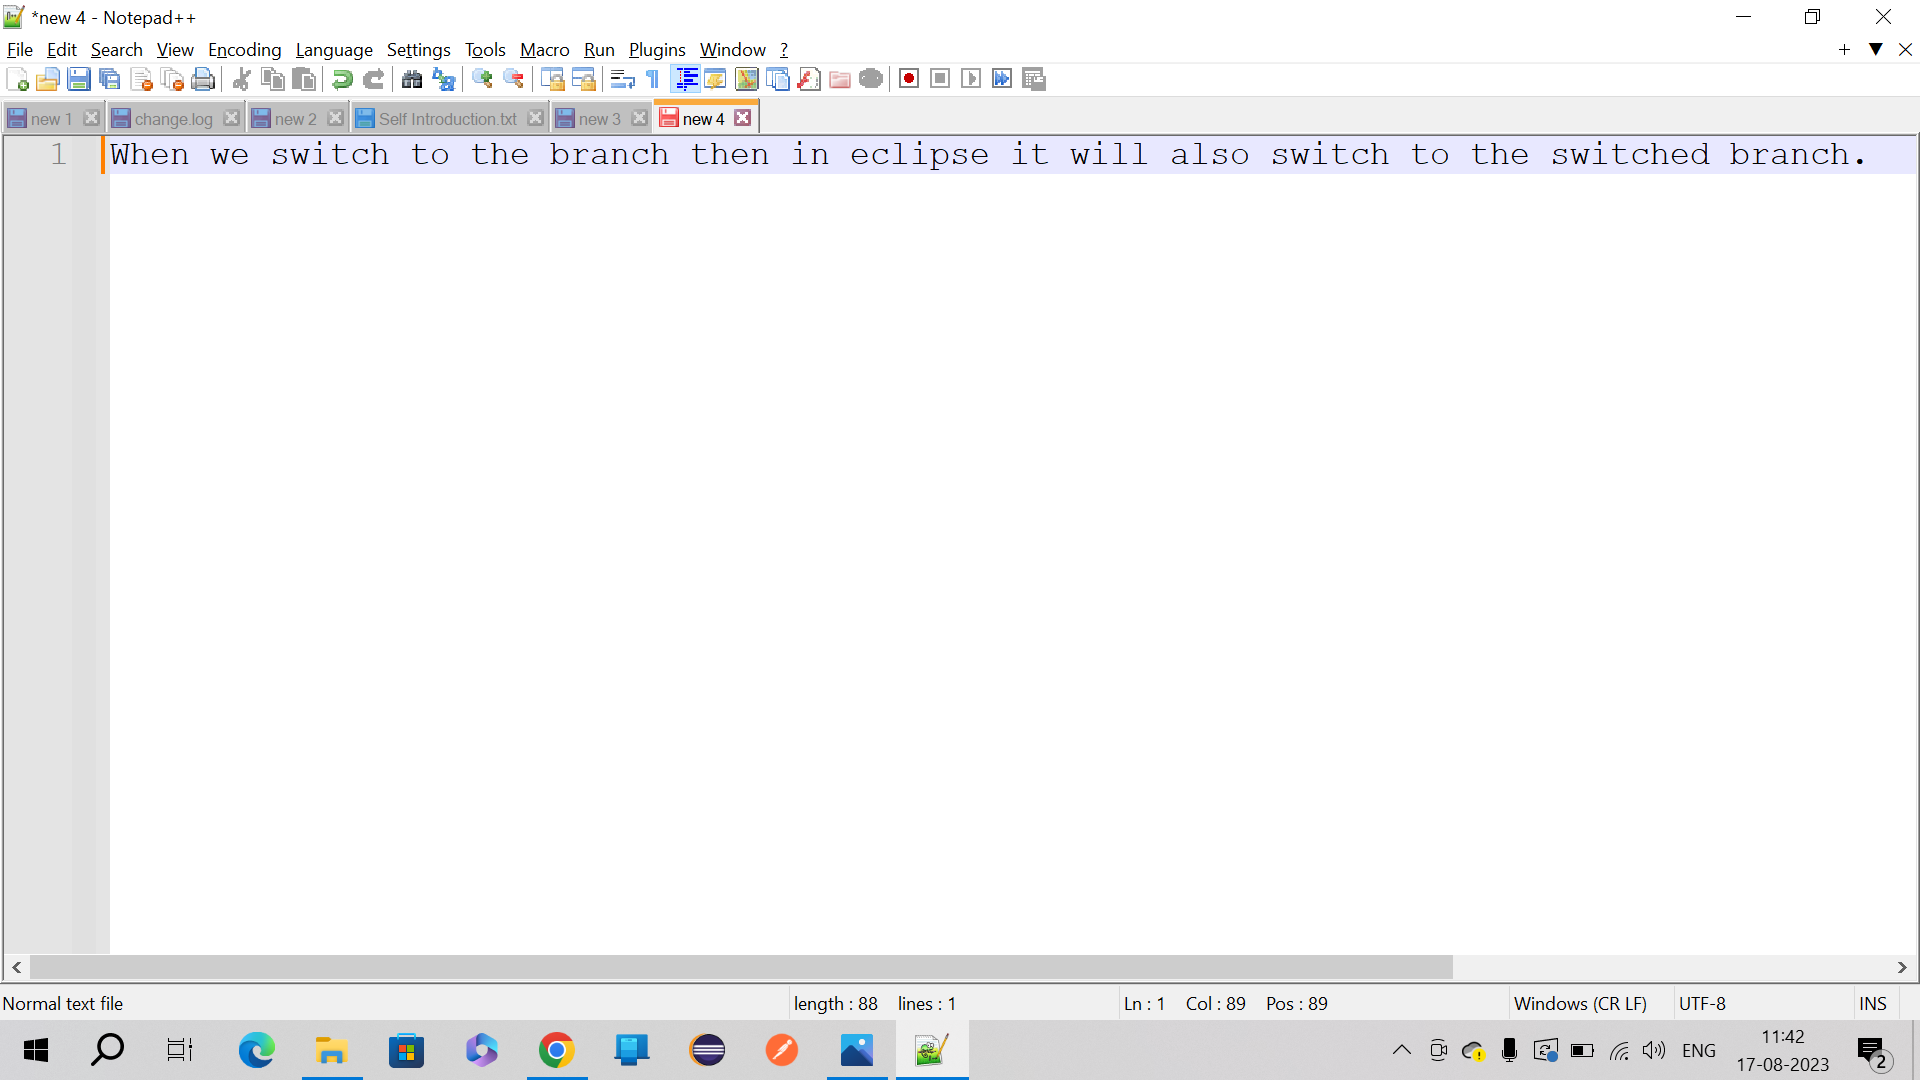 *new 4 - Notepad++
File Edit Search View Encoding Language Settings Tools Macro Run Plugins Window ?
new 1 change.log new 2 Self Introduction.txt new 3 new 4
1 When we switch to the branch then in eclipse it will also switch to the switched branch.
Normal text file length : 88 lines : 1 Ln : 1 Col : 89 Pos : 89 Windows (CR LF) UTF-8 INS
ENG 11:42
17-08-2023
2